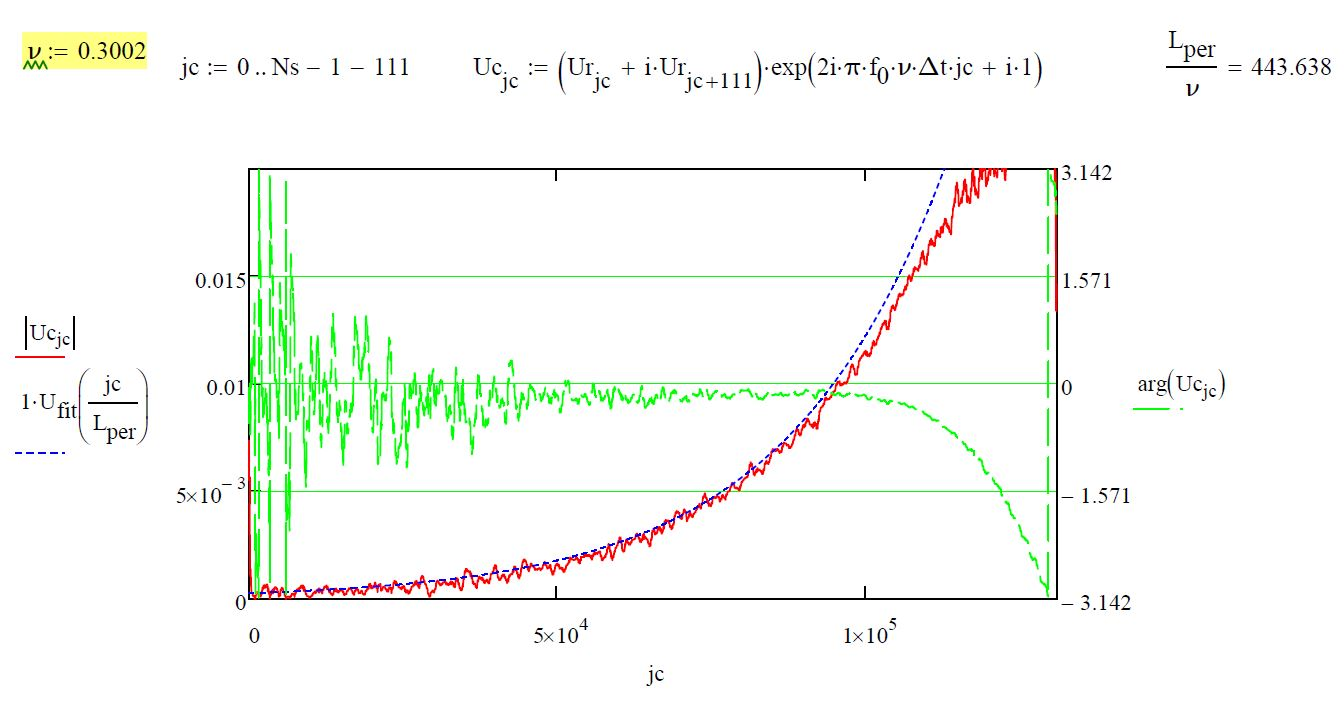 ν := 0.3002
jc := 0 .. Ns − 1 − 111
Uc_jc := (Ur_jc + i·Ur_jc+111)·exp(2i·π·f_0·ν·Δt·jc + i·1)
L_per / ν = 443.638
|Uc_jc|
1·U_fit(jc / L_per)
0.015
0.01
5×10^−3
0
3.142
1.571
0
−1.571
−3.142
arg(Uc_jc)
0
5×10^4
1×10^5
jc